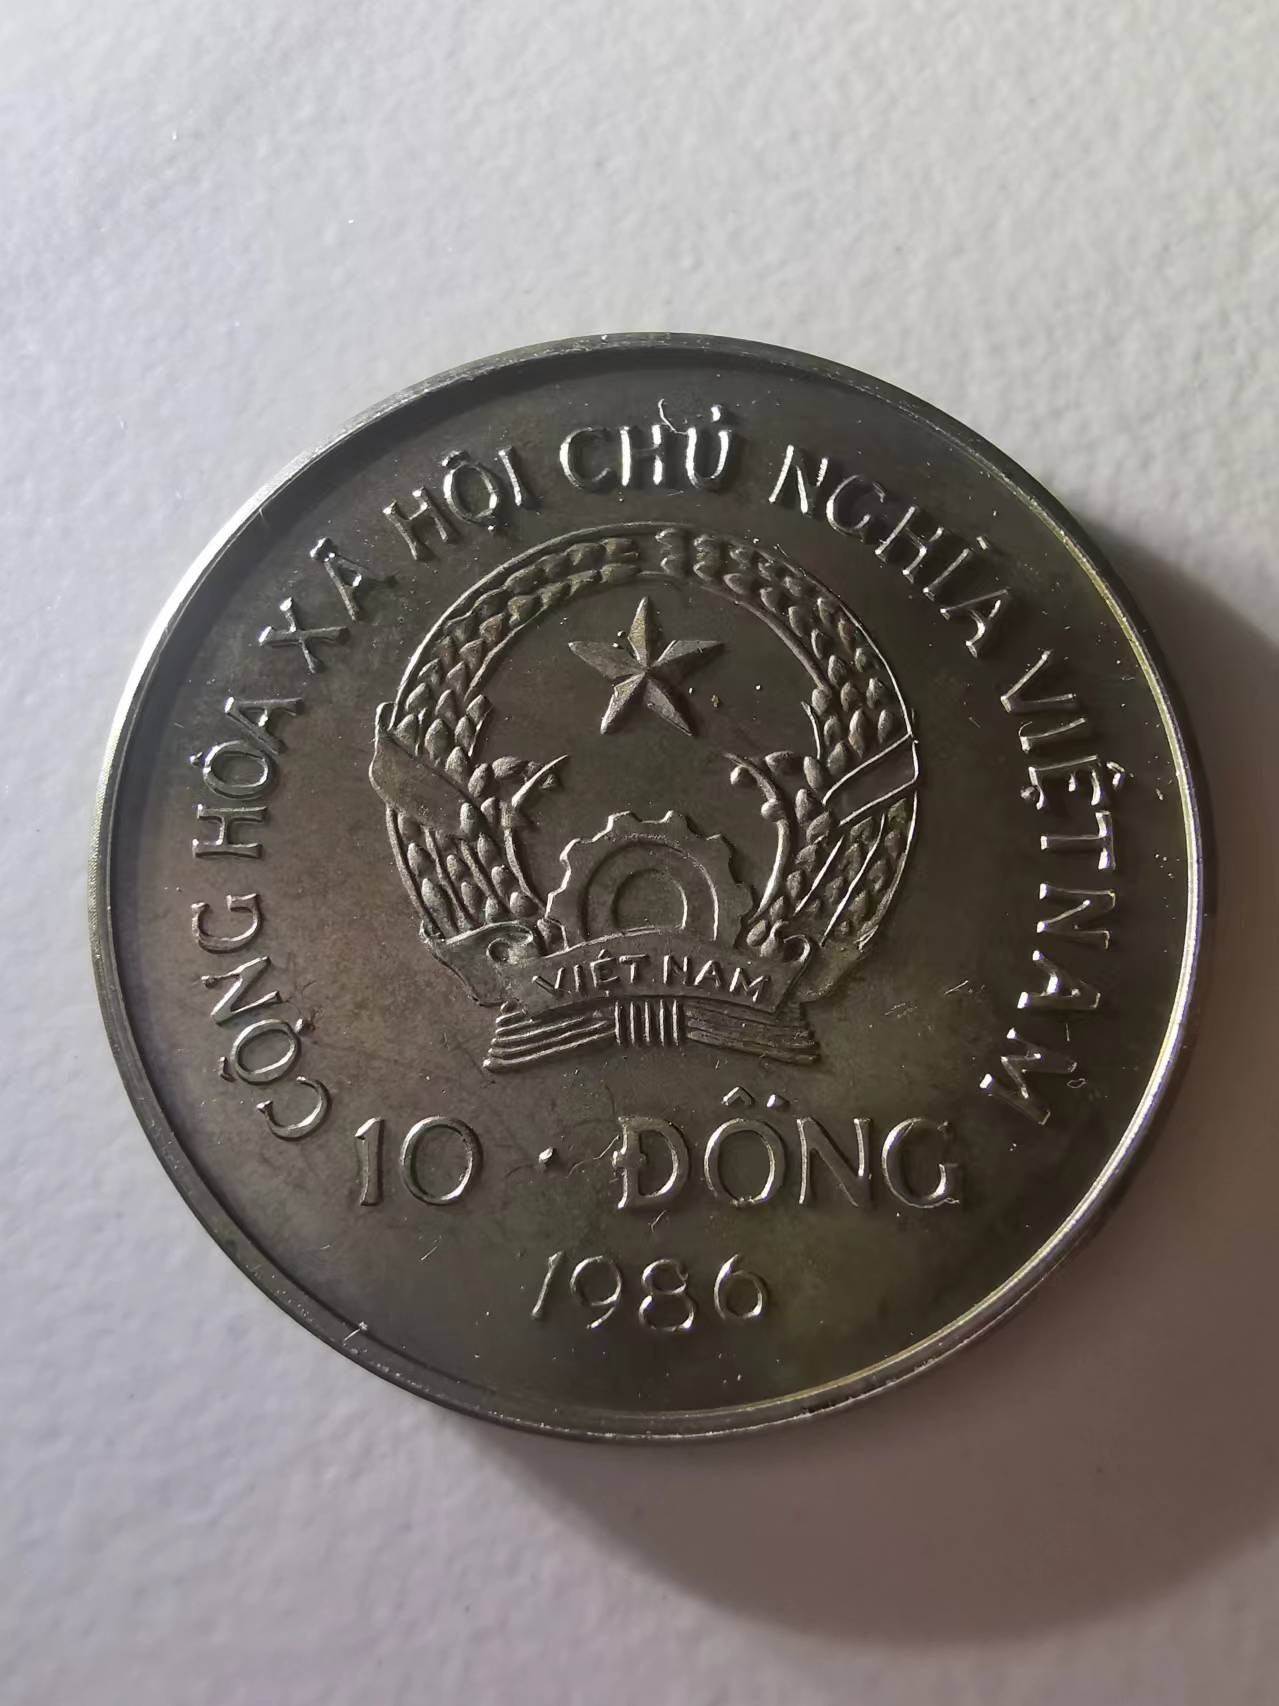 CỘNG HÒA XÃ HỘI CHỦ NGHĨA VIỆT NAM
VIỆT NAM
10 · ĐỒNG
1986